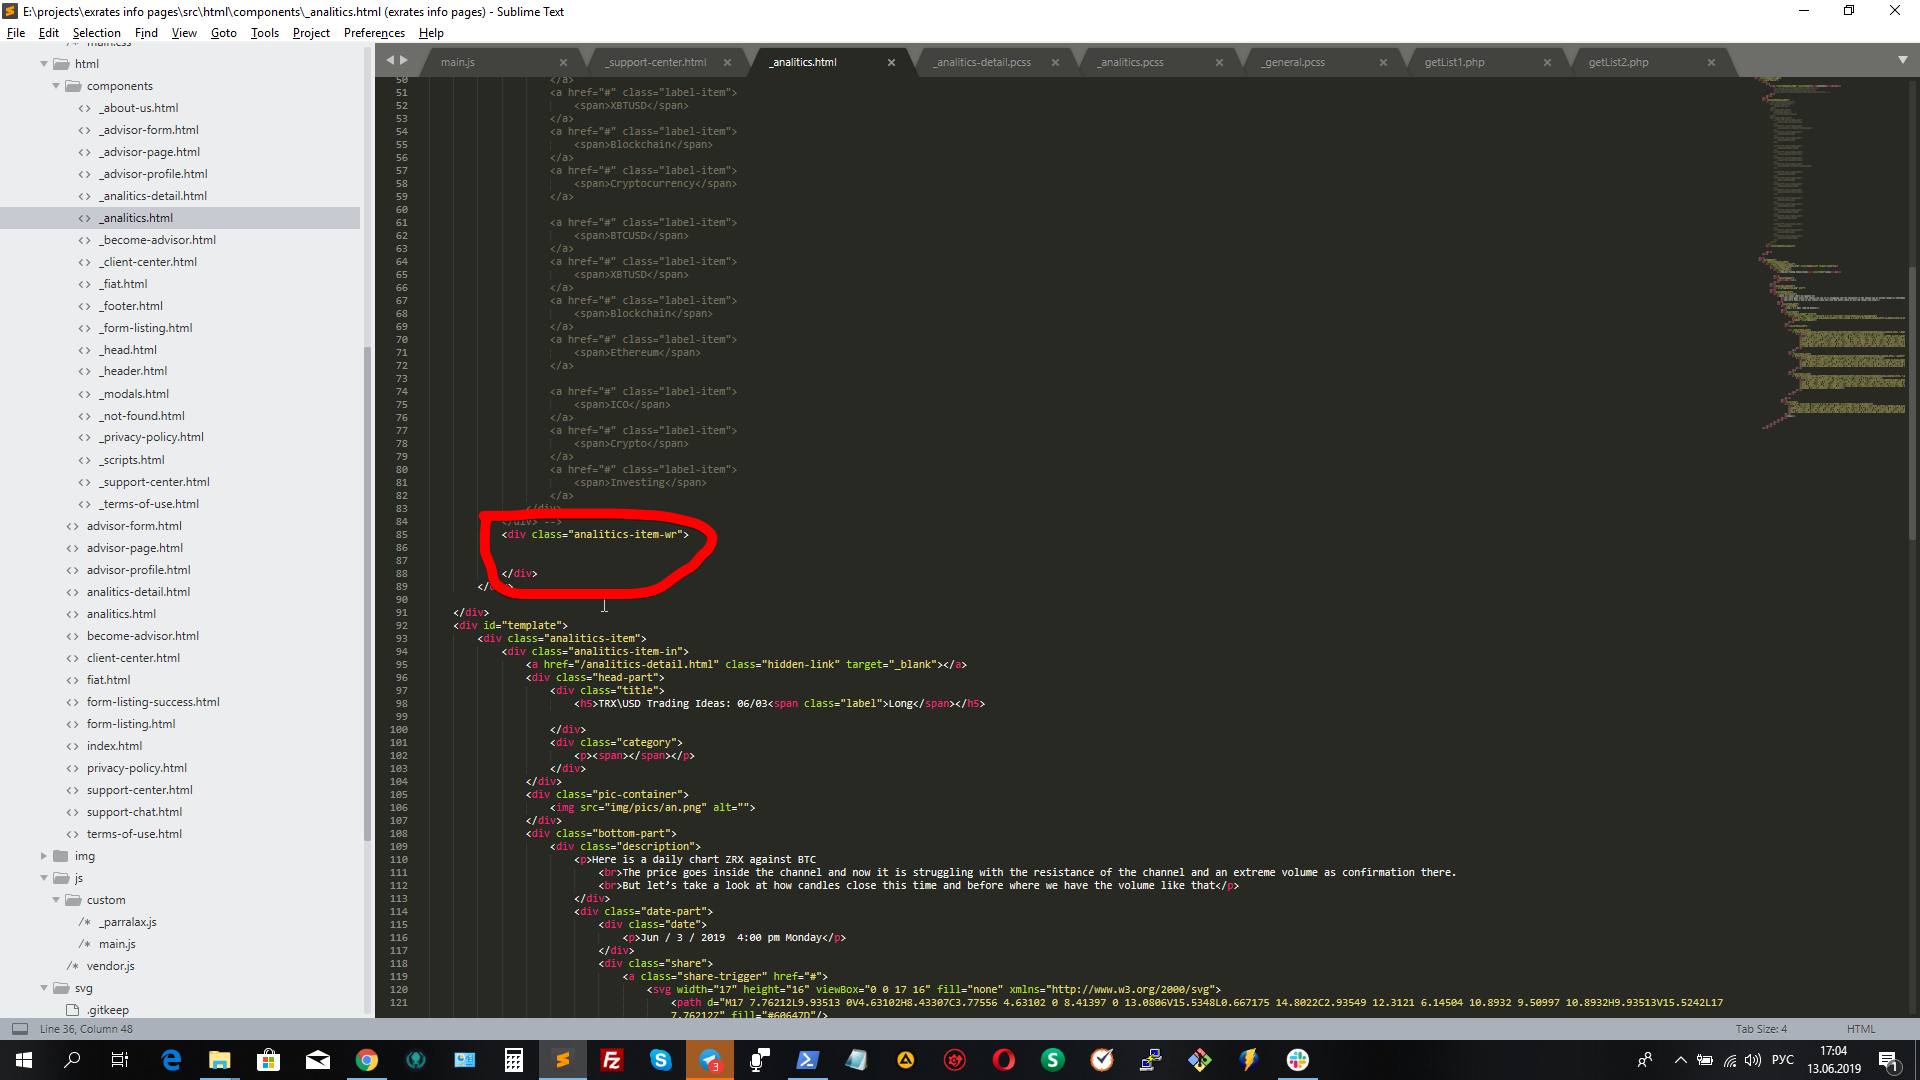 E:\projects\exrates info pages\src\html\components\_analitics.html (exrates info pages) - Sublime Text
File Edit Selection Find View Goto Tools Project Preferences Help
main.css
html
components
_about-us.html
_advisor-form.html
_advisor-page.html
_advisor-profile.html
_analitics-detail.html
_analitics.html
_become-advisor.html
_client-center.html
_fiat.html
_footer.html
_form-listing.html
_head.html
_header.html
_modals.html
_not-found.html
_privacy-policy.html
_scripts.html
_support-center.html
_terms-of-use.html
advisor-form.html
advisor-page.html
advisor-profile.html
analitics-detail.html
analitics.html
become-advisor.html
client-center.html
fiat.html
form-listing-success.html
form-listing.html
index.html
privacy-policy.html
support-center.html
support-chat.html
terms-of-use.html
img
js
custom
_parralax.js
main.js
vendor.js
svg
.gitkeep
main.js _support-center.html _analitics.html _analitics-detail.pcss _analitics.pcss _general.pcss getList1.php getList2.php
50 </a>
51 <a href="#" class="label-item">
52 <span>XBTUSD</span>
53 </a>
54 <a href="#" class="label-item">
55 <span>Blockchain</span>
56 </a>
57 <a href="#" class="label-item">
58 <span>Cryptocurrency</span>
59 </a>
60
61 <a href="#" class="label-item">
62 <span>BTCUSD</span>
63 </a>
64 <a href="#" class="label-item">
65 <span>XBTUSD</span>
66 </a>
67 <a href="#" class="label-item">
68 <span>Blockchain</span>
69 </a>
70 <a href="#" class="label-item">
71 <span>Ethereum</span>
72 </a>
73
74 <a href="#" class="label-item">
75 <span>ICO</span>
76 </a>
77 <a href="#" class="label-item">
78 <span>Crypto</span>
79 </a>
80 <a href="#" class="label-item">
81 <span>Investing</span>
82 </a>
83 </div>
84 </div> -->
85 <div class="analitics-item-wr">
86
87
88 </div>
89 </
90
91 </div>
92 <div id="template">
93 <div class="analitics-item">
94 <div class="analitics-item-in">
95 <a href="/analitics-detail.html" class="hidden-link" target="_blank"></a>
96 <div class="head-part">
97 <div class="title">
98 <h5>TRX\USD Trading Ideas: 06/03<span class="label">Long</span></h5>
99
100 </div>
101 <div class="category">
102 <p><span></span></p>
103 </div>
104 </div>
105 <div class="pic-container">
106 <img src="img/pics/an.png" alt="">
107 </div>
108 <div class="bottom-part">
109 <div class="description">
110 <p>Here is a daily chart ZRX against BTC
111 <br>The price goes inside the channel and now it is struggling with the resistance of the channel and an extreme volume as confirmation there.
112 <br>But let's take a look at how candles close this time and before where we have the volume like that</p>
113 </div>
114 <div class="date-part">
115 <div class="date">
116 <p>Jun / 3 / 2019  4:00 pm Monday</p>
117 </div>
118 <div class="share">
119 <a class="share-trigger" href="#">
120 <svg width="17" height="16" viewBox="0 0 17 16" fill="none" xmlns="http://www.w3.org/2000/svg">
121 <path d="M17 7.76212L9.93513 0V4.63102H8.43307C3.77556 4.63102 0 8.41397 0 13.0806V15.5348L0.667175 14.8022C2.93549 12.3121 6.14504 10.8932 9.50997 10.8932H9.93513V15.5242L17
7.76212Z" fill="#60647D"/>
Line 36, Column 48
Tab Size: 4 HTML
3
РУС
17:04
13.06.2019
1